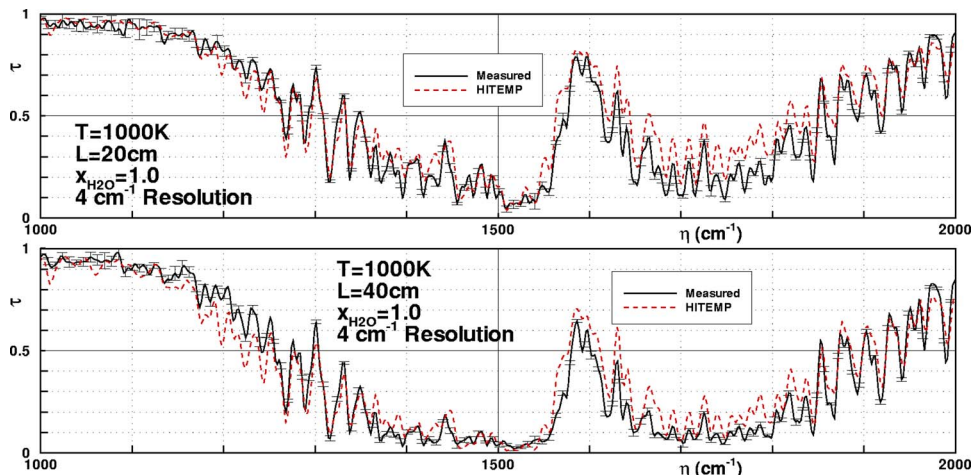 1
τ
0.5
0
Measured
HITEMP
T=1000K
L=20cm
xH2O=1.0
4 cm-1 Resolution
1000
1500
η (cm-1)
2000
1
τ
0.5
0
T=1000K
L=40cm
xH2O=1.0
4 cm-1 Resolution
Measured
HITEMP
1000
1500
η (cm-1)
2000